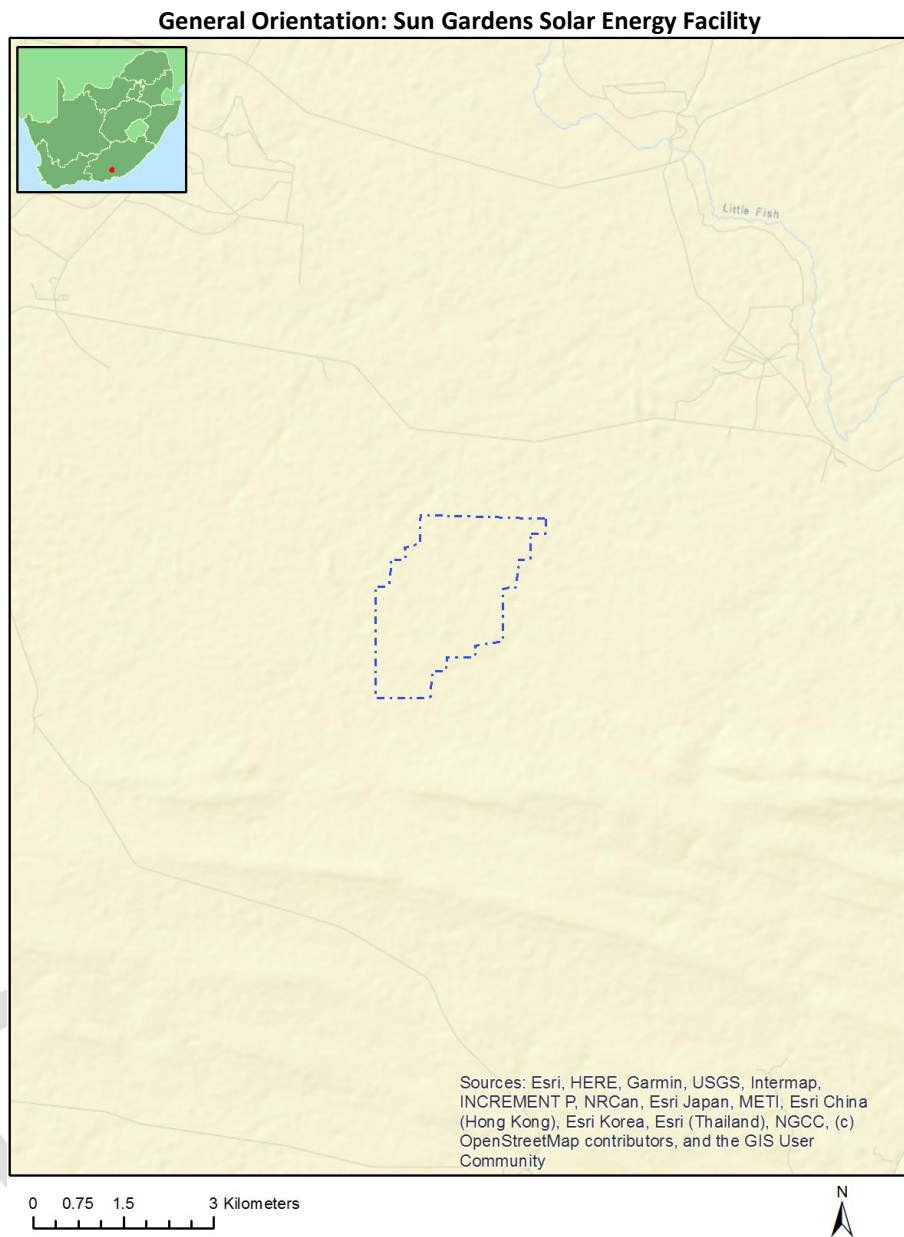 General Orientation: Sun Gardens Solar Energy Facility
Little Fish
Sources: Esri, HERE, Garmin, USGS, Intermap,
INCREMENT P, NRCan, Esri Japan, METI, Esri China
(Hong Kong), Esri Korea, Esri (Thailand), NGCC, (c)
OpenStreetMap contributors, and the GIS User
Community
0 0.75 1.5 3 Kilometers
N